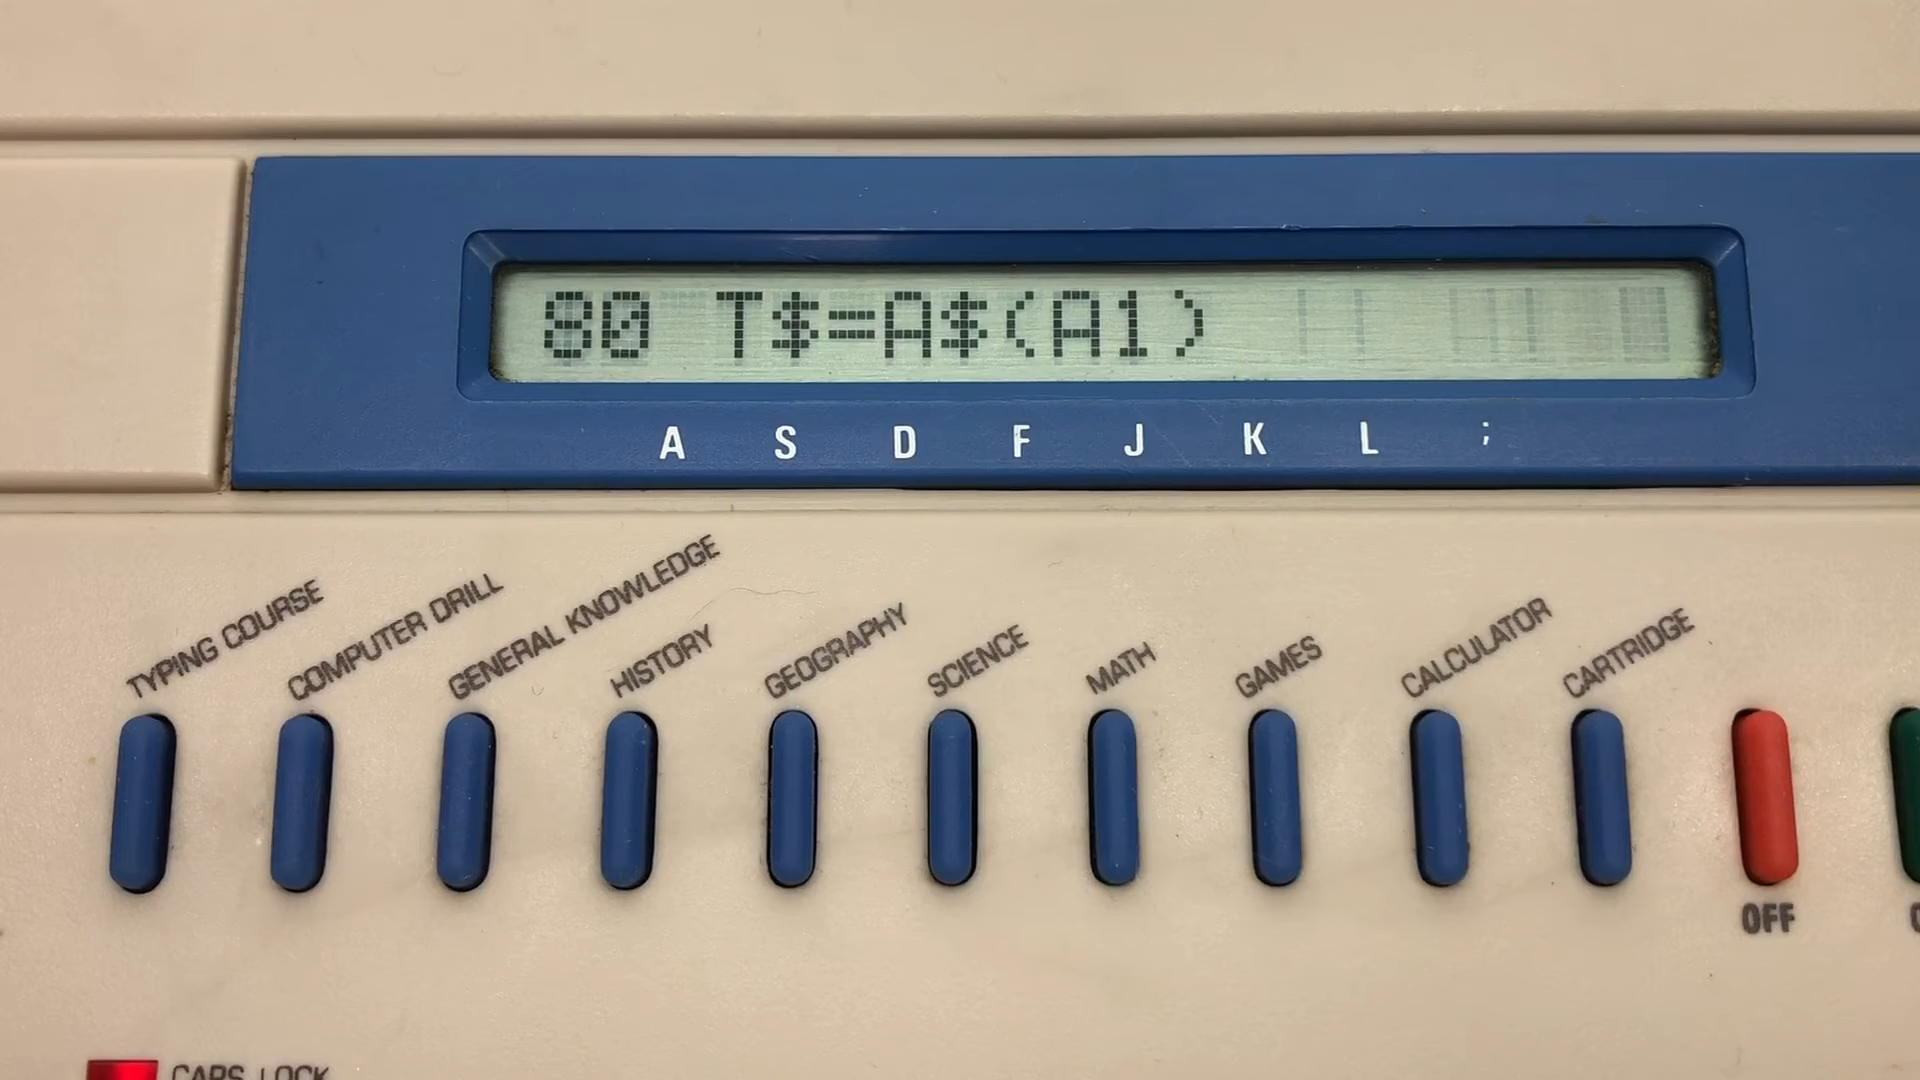 80 T$=A$(A1)
A S D F J K L ;
TYPING COURSE
COMPUTER DRILL
GENERAL KNOWLEDGE
HISTORY
GEOGRAPHY
SCIENCE
MATH
GAMES
CALCULATOR
CARTRIDGE
OFF
CAPS LOCK